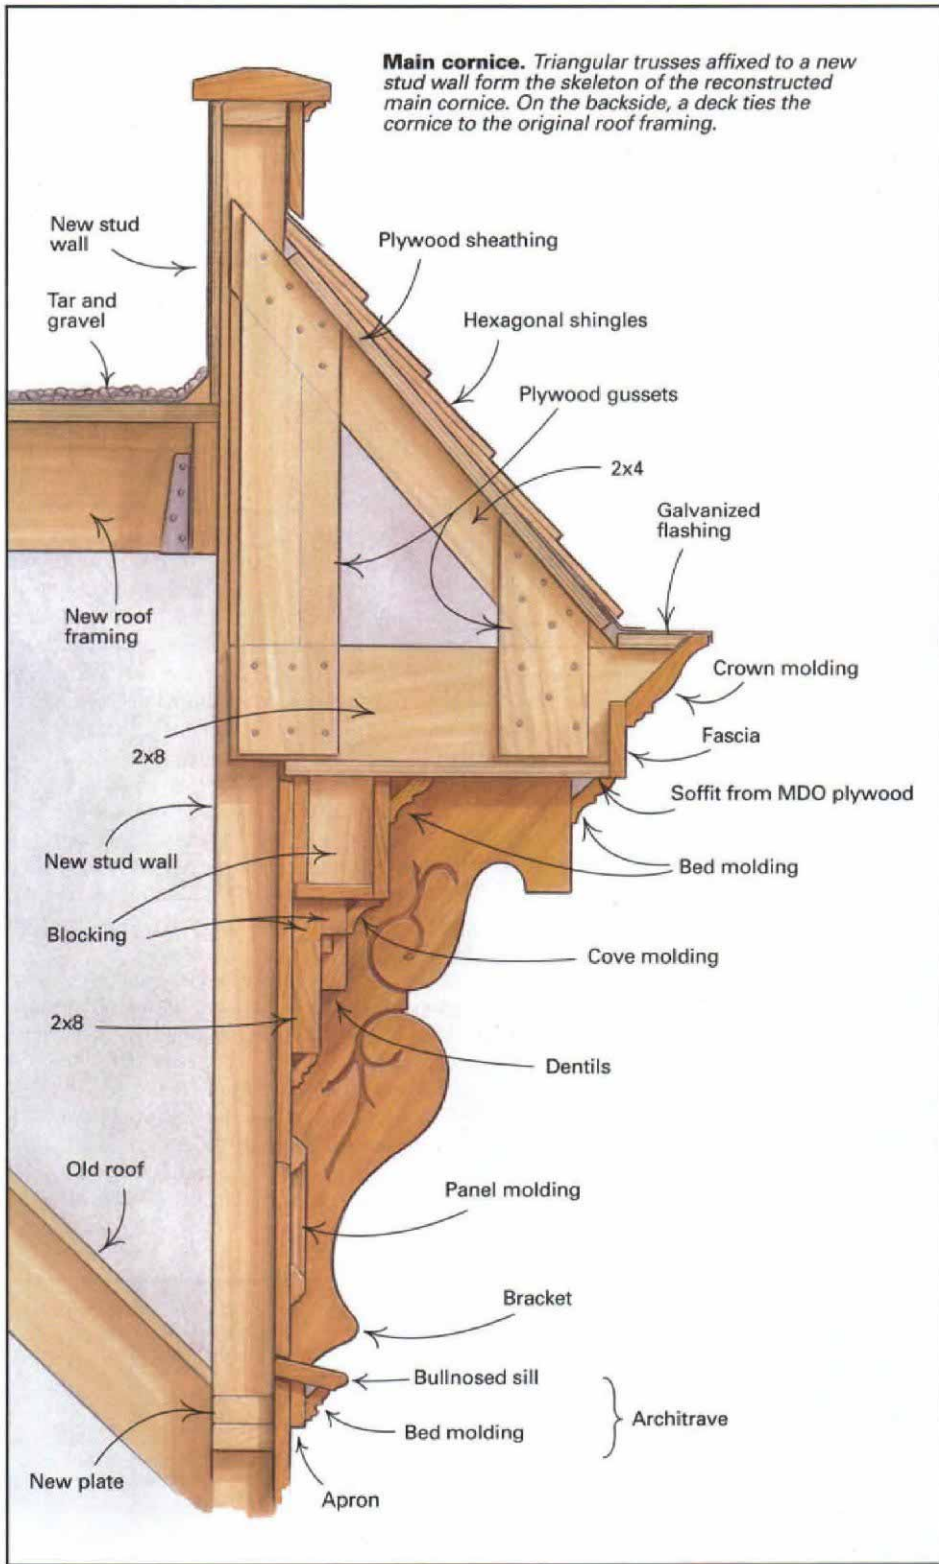 Main cornice. Triangular trusses affixed to a new
stud wall form the skeleton of the reconstructed
main cornice. On the backside, a deck ties the
cornice to the original roof framing.
New stud
wall
Plywood sheathing
Tar and
gravel
Hexagonal shingles
Plywood gussets
2x4
Galvanized
flashing
New roof
framing
Crown molding
Fascia
2x8
Soffit from MDO plywood
New stud wall
Bed molding
Blocking
Cove molding
2x8
Dentils
Old roof
Panel molding
Bracket
Bullnosed sill
Architrave
Bed molding
New plate
Apron